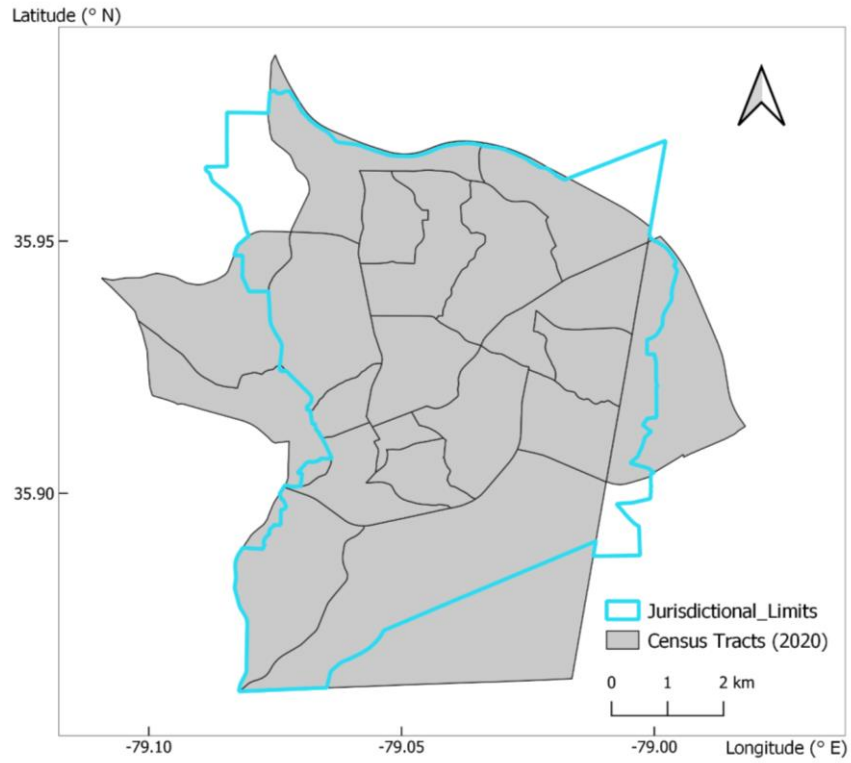 Latitude (° N)
35.95
35.90
Jurisdictional_Limits
Census Tracts (2020)
0 1 2 km
-79.10 -79.05 -79.00 Longitude (° E)